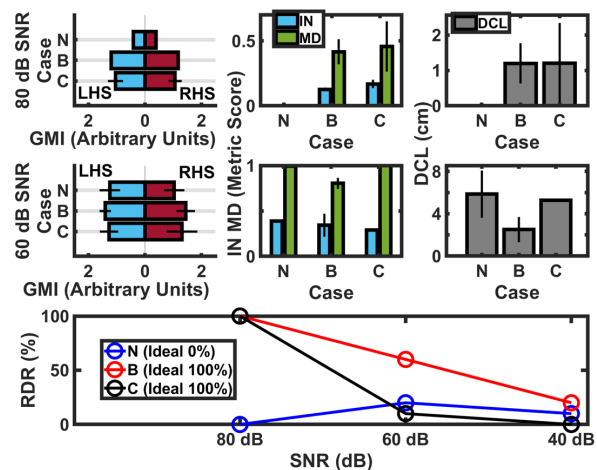 80 dB SNR
Case
N
B
C
LHS
RHS
2
0
2
GMI (Arbitrary Units)
IN MD (Metric Score)
0.5
0
IN
MD
N
B
C
Case
DCL (cm)
2
1
0
DCL
N
B
C
Case
60 dB SNR
Case
N
B
C
LHS
RHS
2
0
2
GMI (Arbitrary Units)
1
0.5
0
N
B
C
Case
8
4
0
N
B
C
Case
RDR (%)
100
50
0
N (Ideal 0%)
B (Ideal 100%)
C (Ideal 100%)
80 dB
60 dB
40 dB
SNR (dB)